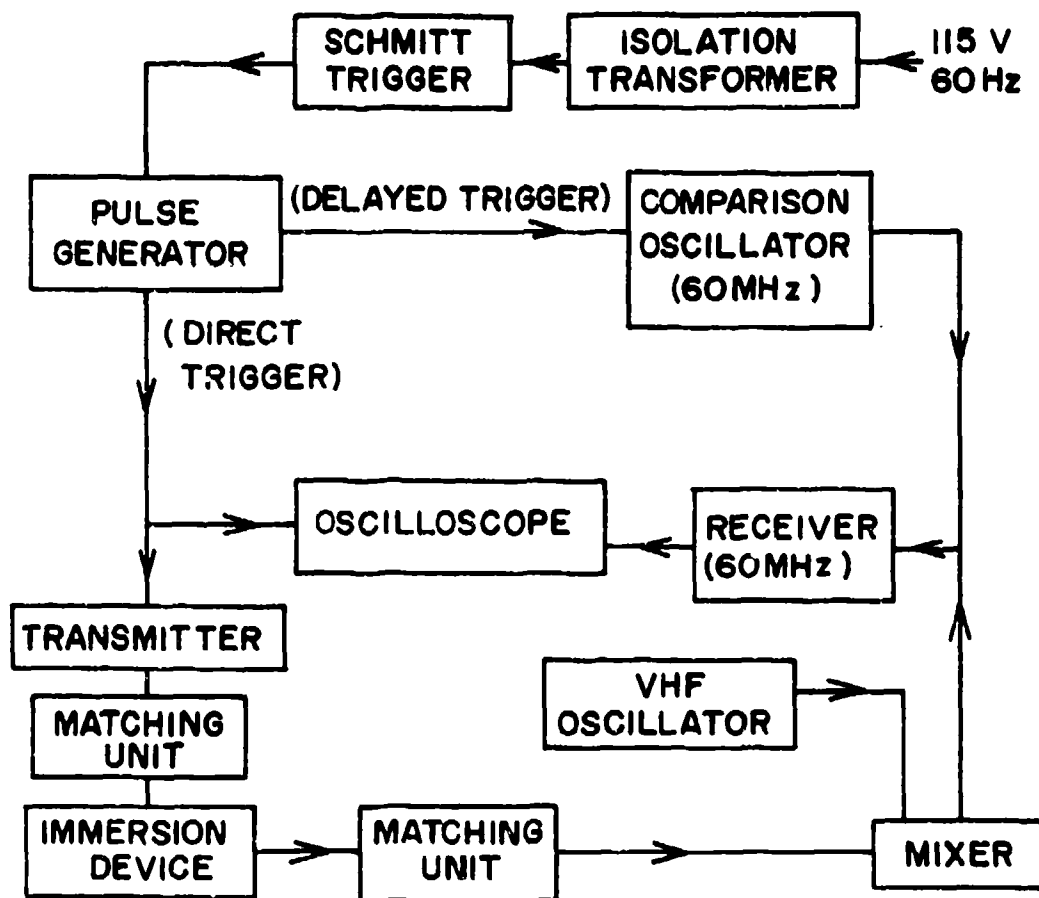 SCHMITT
TRIGGER
ISOLATION
TRANSFORMER
115 V
60 Hz
PULSE
GENERATOR
(DELAYED TRIGGER)
COMPARISON
OSCILLATOR
(60 MHz)
(DIRECT
TRIGGER)
OSCILLOSCOPE
RECEIVER
(60 MHz)
TRANSMITTER
MATCHING
UNIT
VHF
OSCILLATOR
IMMERSION
DEVICE
MATCHING
UNIT
MIXER